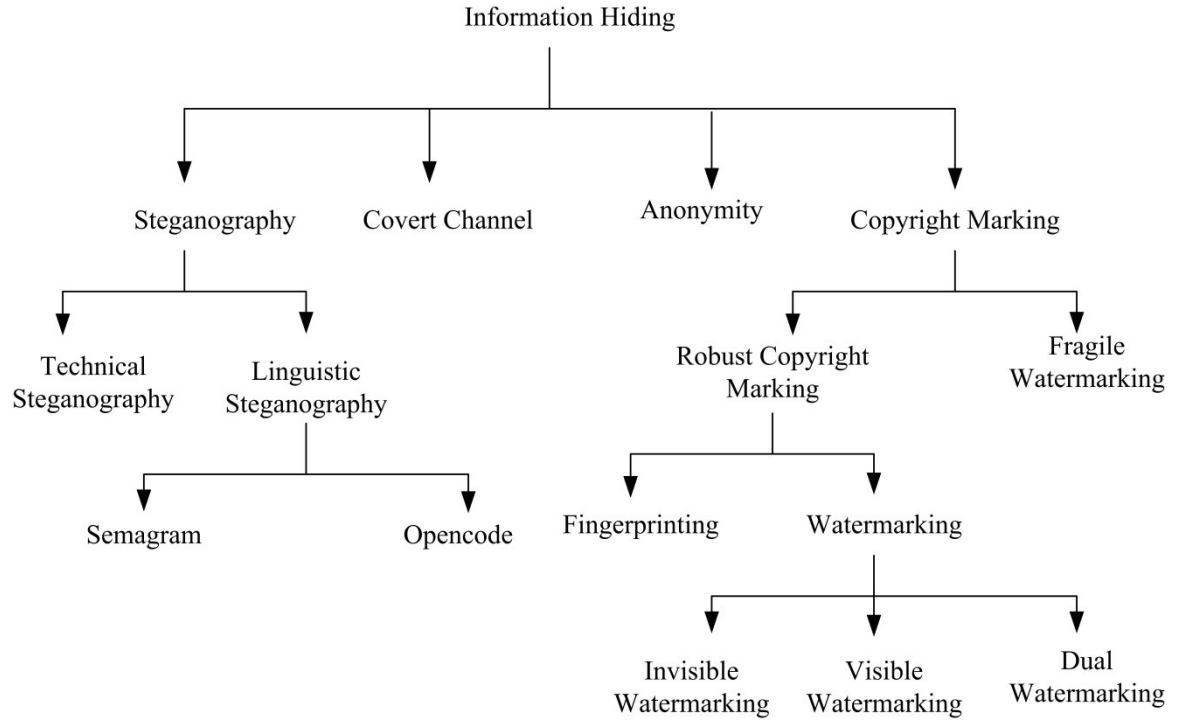 Information Hiding
Steganography
Covert Channel
Anonymity
Copyright Marking
Technical
Steganography
Linguistic
Steganography
Robust Copyright
Marking
Fragile
Watermarking
Semagram
Opencode
Fingerprinting
Watermarking
Invisible
Watermarking
Visible
Watermarking
Dual
Watermarking